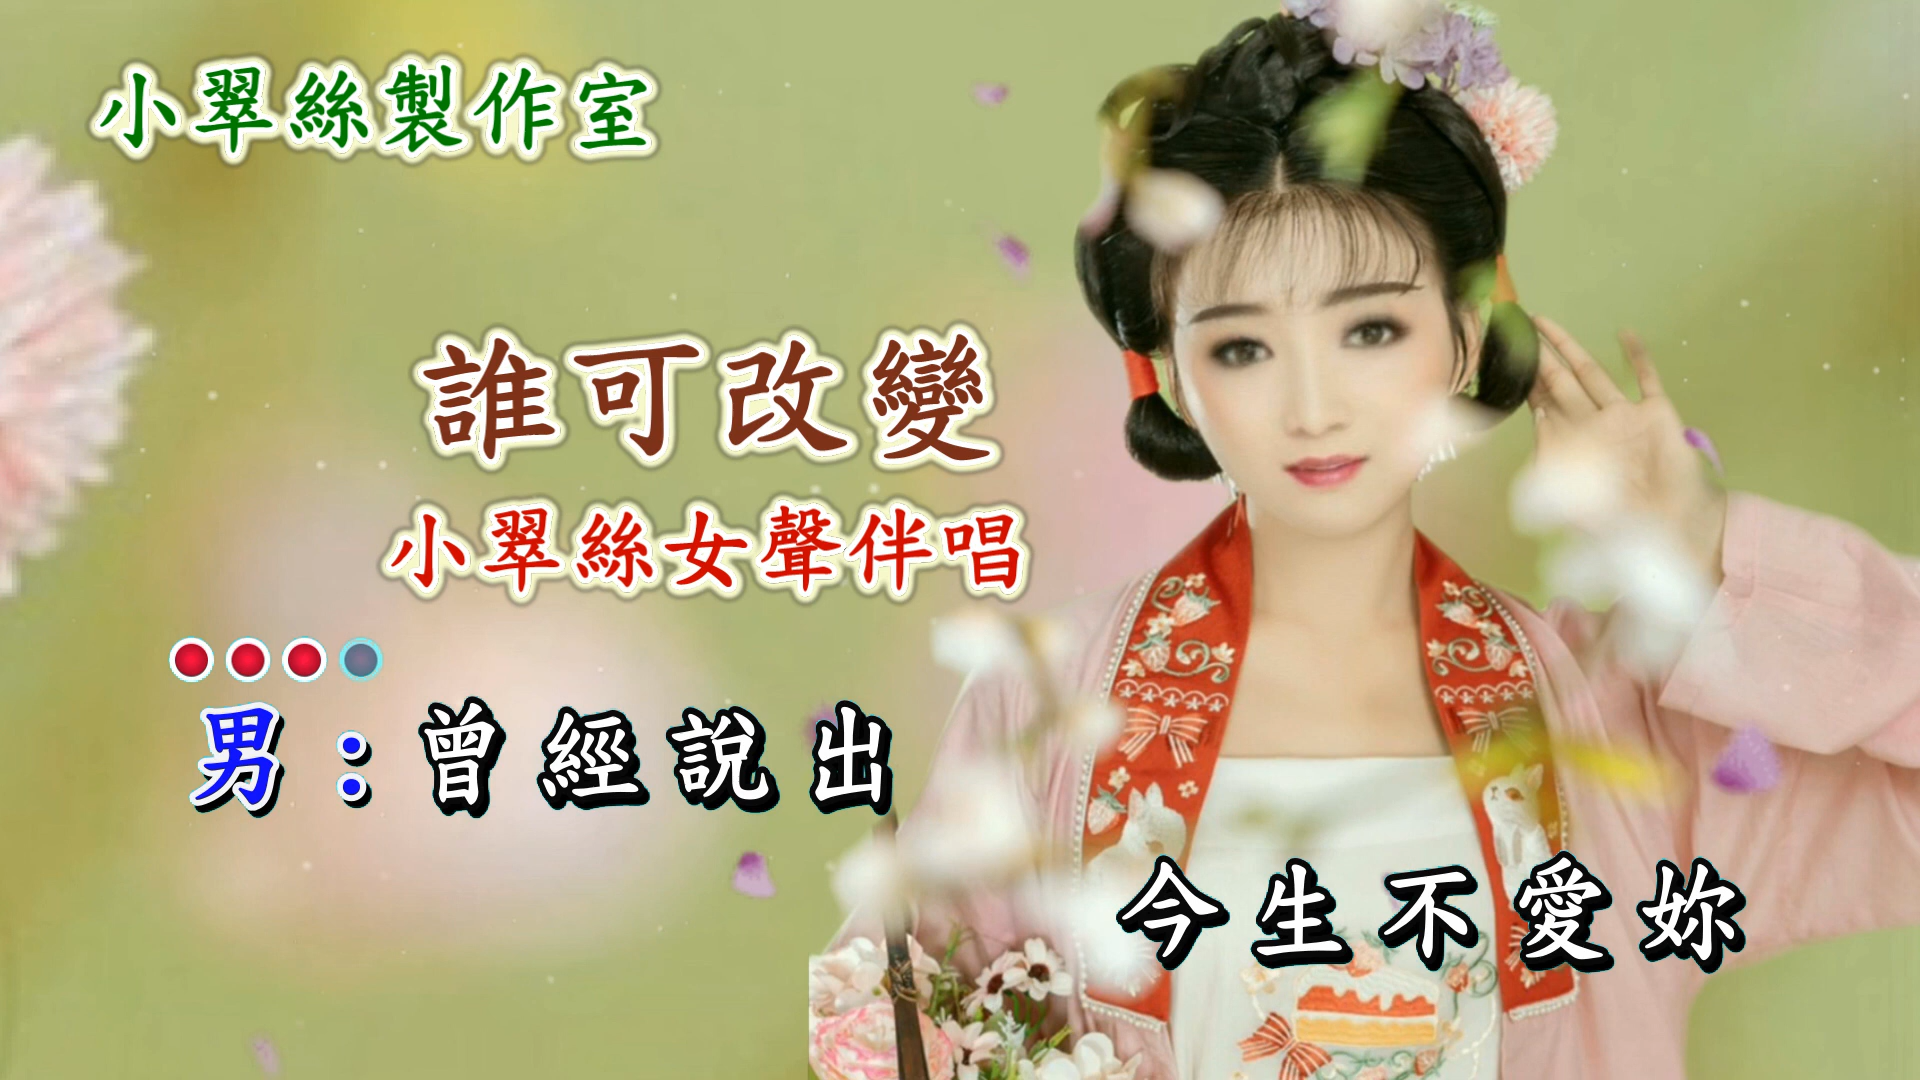 小翠絲製作室
誰可改變
小翠絲女聲伴唱
男：曾經說出
今生不愛妳